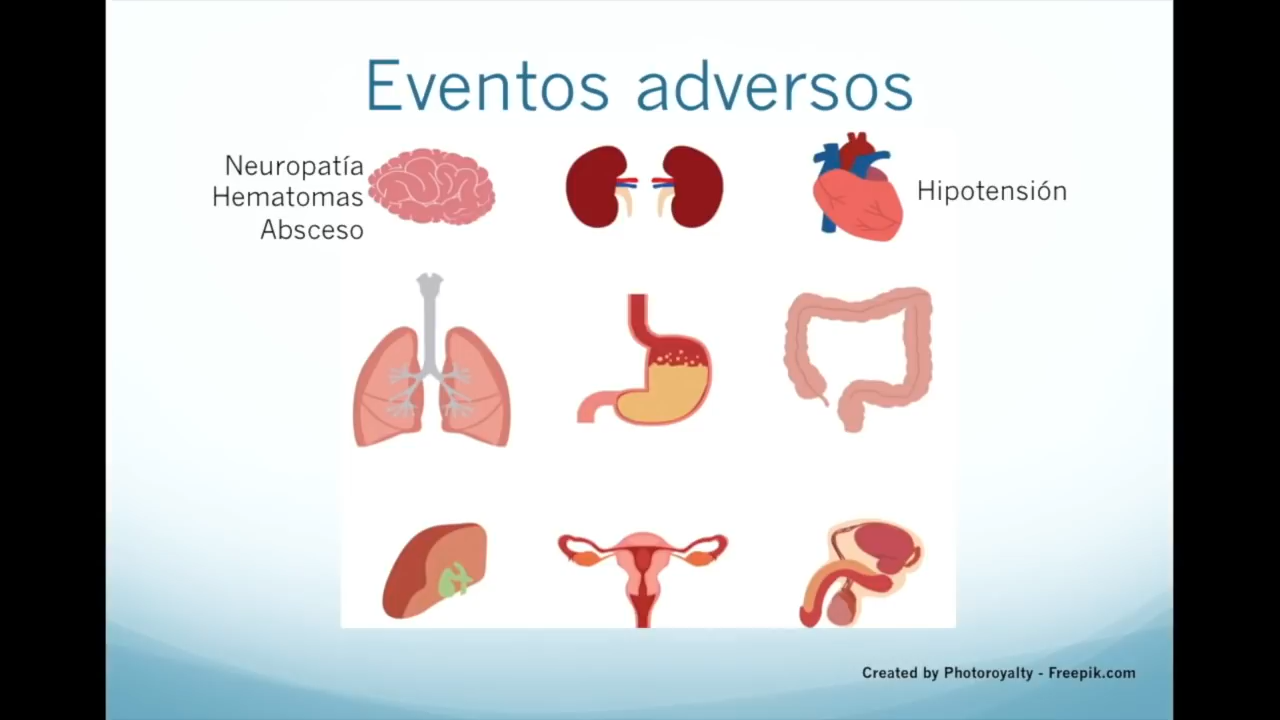 Eventos adversos
Neuropatía
Hematomas
Absceso
Hipotensión
Created by Photoroyalty - Freepik.com